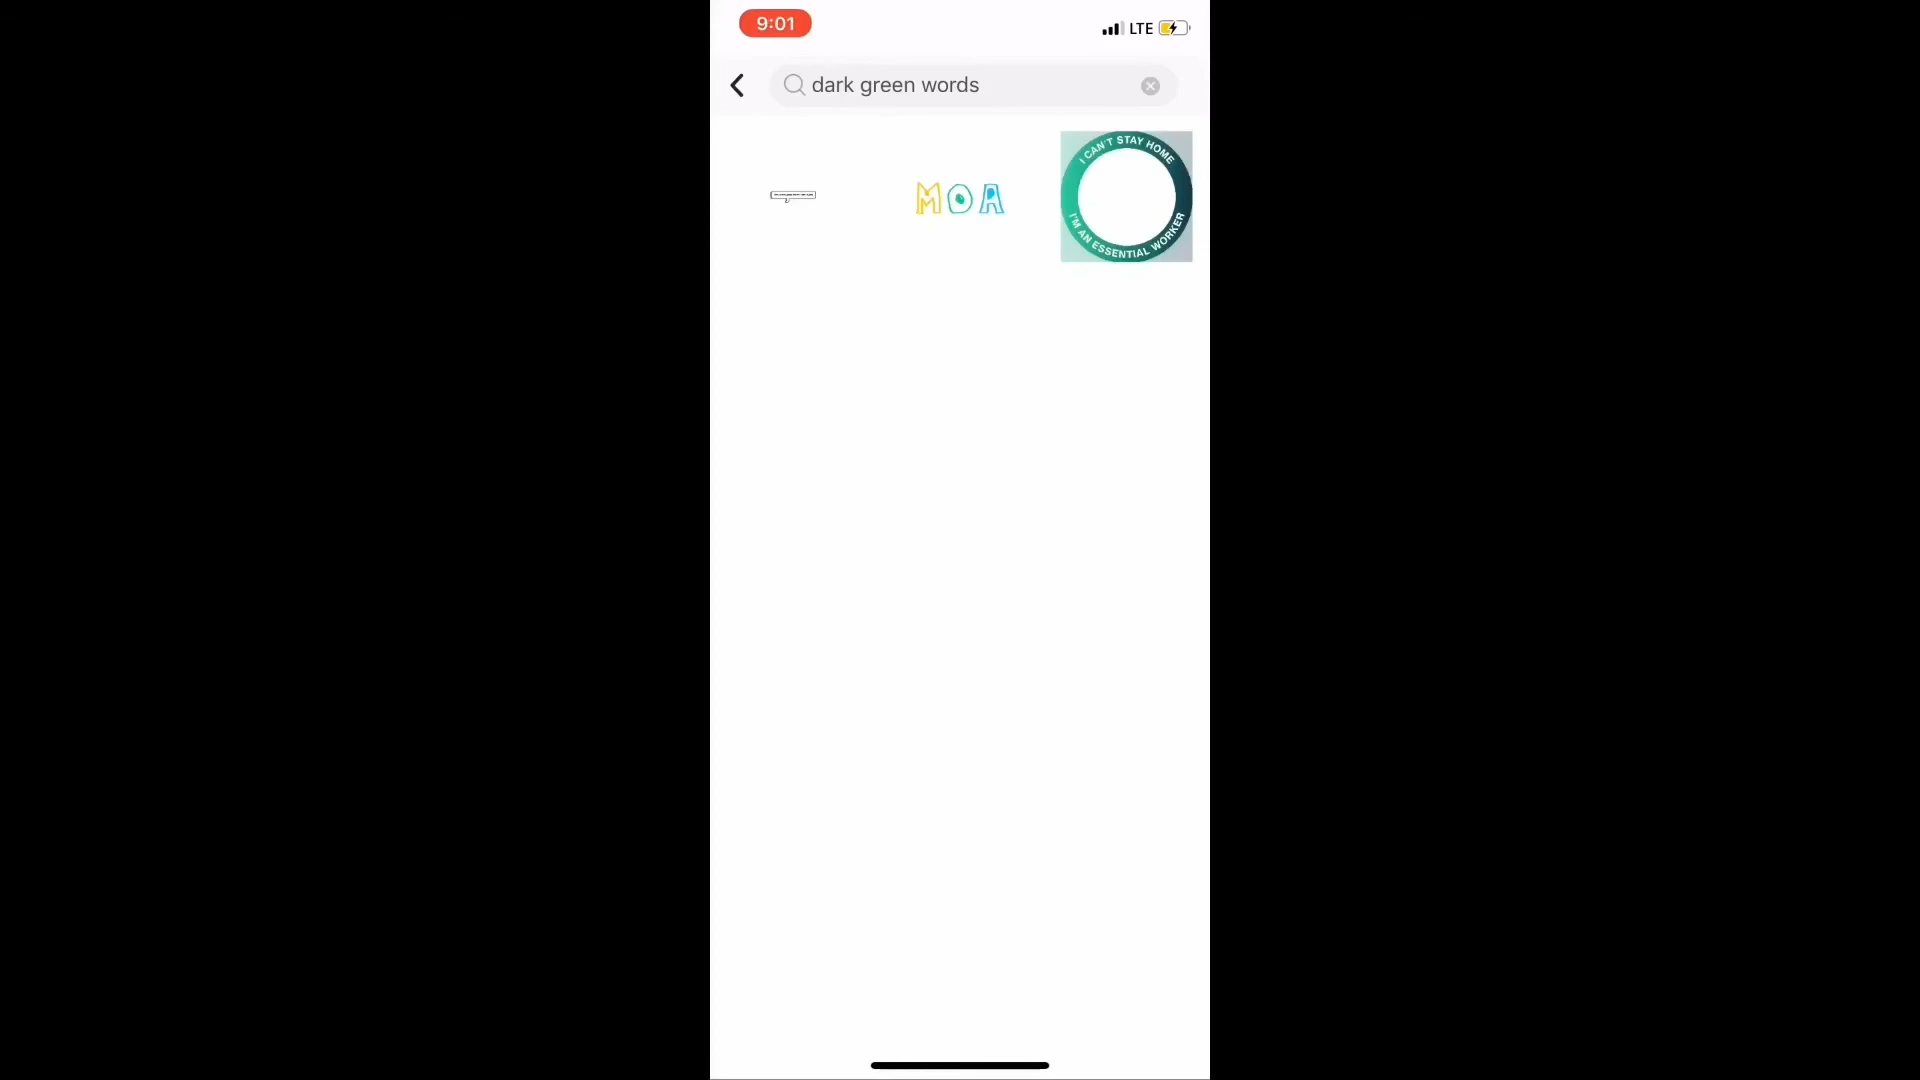 9:01
LTE
dark green words
MOA
I CAN'T STAY HOME
I'M AN ESSENTIAL WORKER